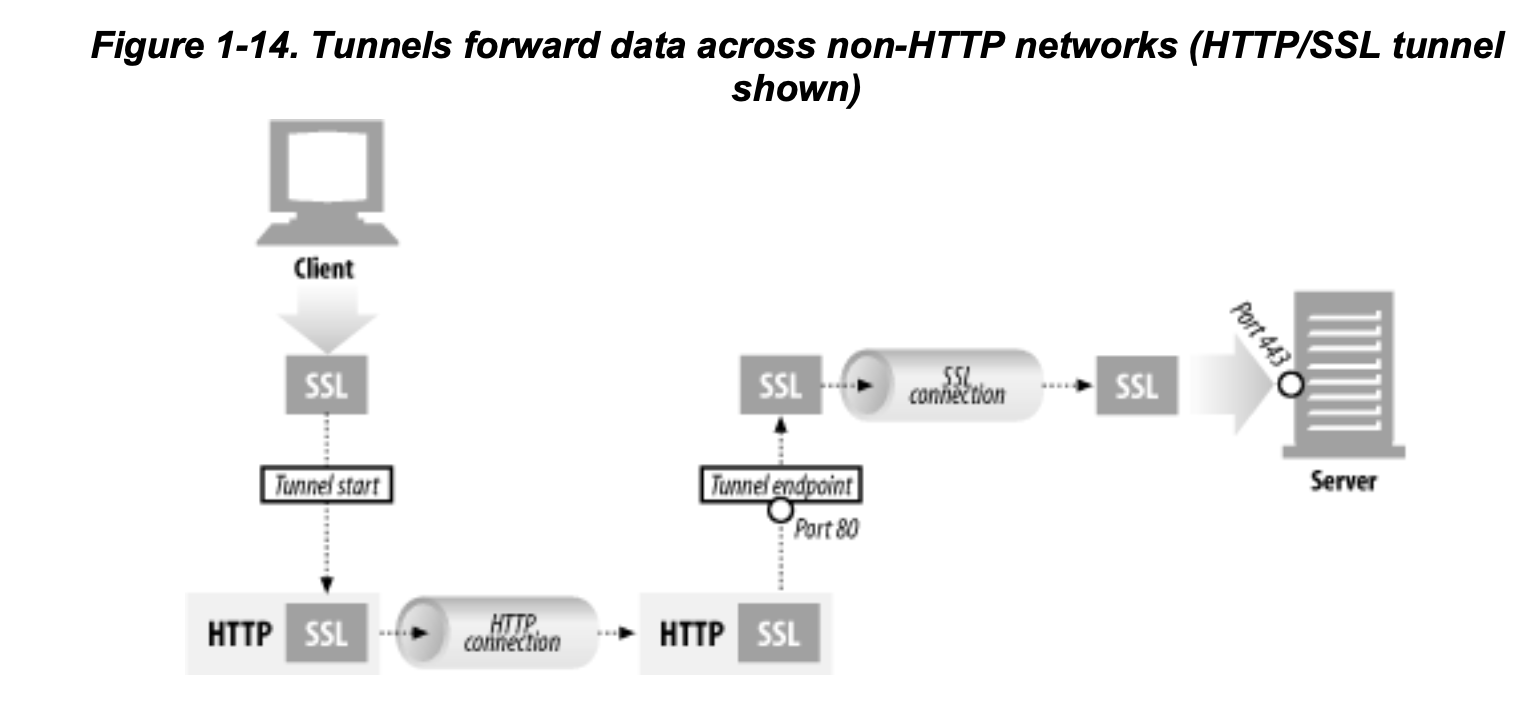 Figure 1-14. Tunnels forward data across non-HTTP networks (HTTP/SSL tunnel
shown)
Client
SSL
Tunnel start
HTTP SSL
HTTP
connection
HTTP SSL
Port 80
Tunnel endpoint
SSL
SSL
connection
SSL
Port 443
Server